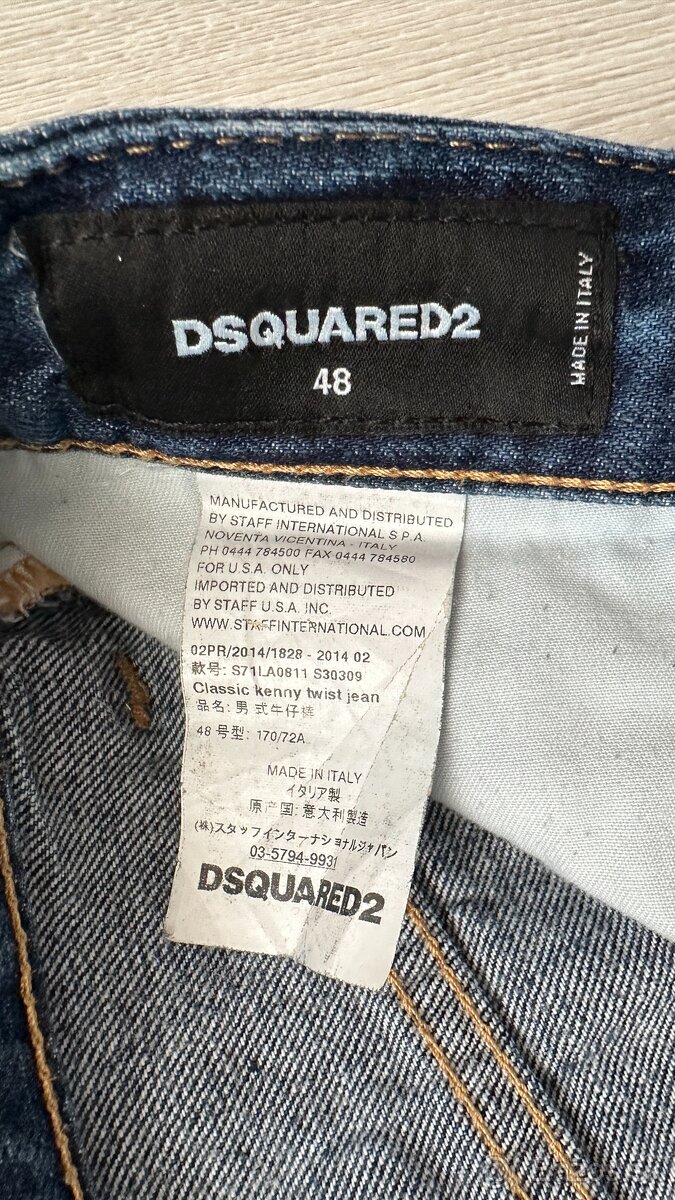 DSQUARED2
48
MADE IN ITALY
MANUFACTURED AND DISTRIBUTED
BY STAFF INTERNATIONAL S.P.A.
NOVENTA VICENTINA - ITALY
PH 0444 784500 FAX 0444 784580
FOR U.S.A. ONLY
IMPORTED AND DISTRIBUTED
BY STAFF U.S.A. INC.
WWW.STAFFINTERNATIONAL.COM
02PR/2014/1828 - 2014 02
款号: S71LA0811 S30309
Classic kenny twist jean
品名: 男式牛仔裤
48 号型: 170/72A
MADE IN ITALY
イタリア製
原产国: 意大利製造
(株)スタッフインターナショナルジャパン
03-5794-9931
DSQUARED2